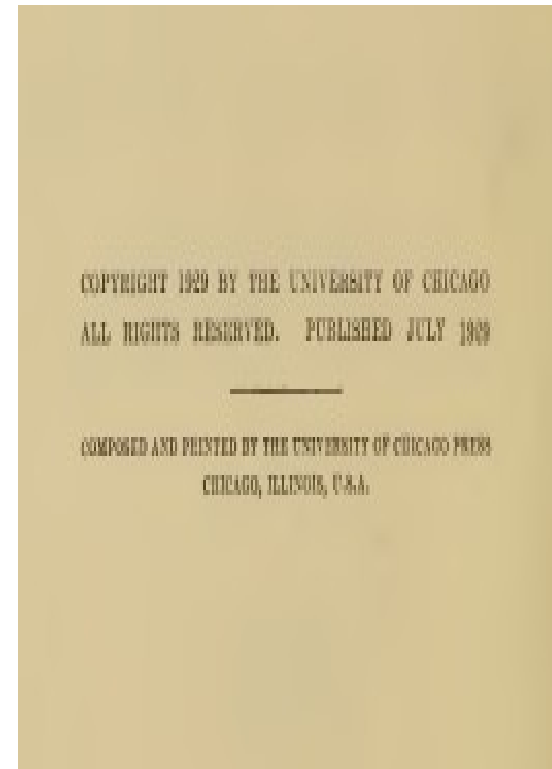 COPYRIGHT 1929 BY THE UNIVERSITY OF CHICAGO
ALL RIGHTS RESERVED. PUBLISHED JULY 1929
COMPOSED AND PRINTED BY THE UNIVERSITY OF CHICAGO PRESS
CHICAGO, ILLINOIS, U.S.A.